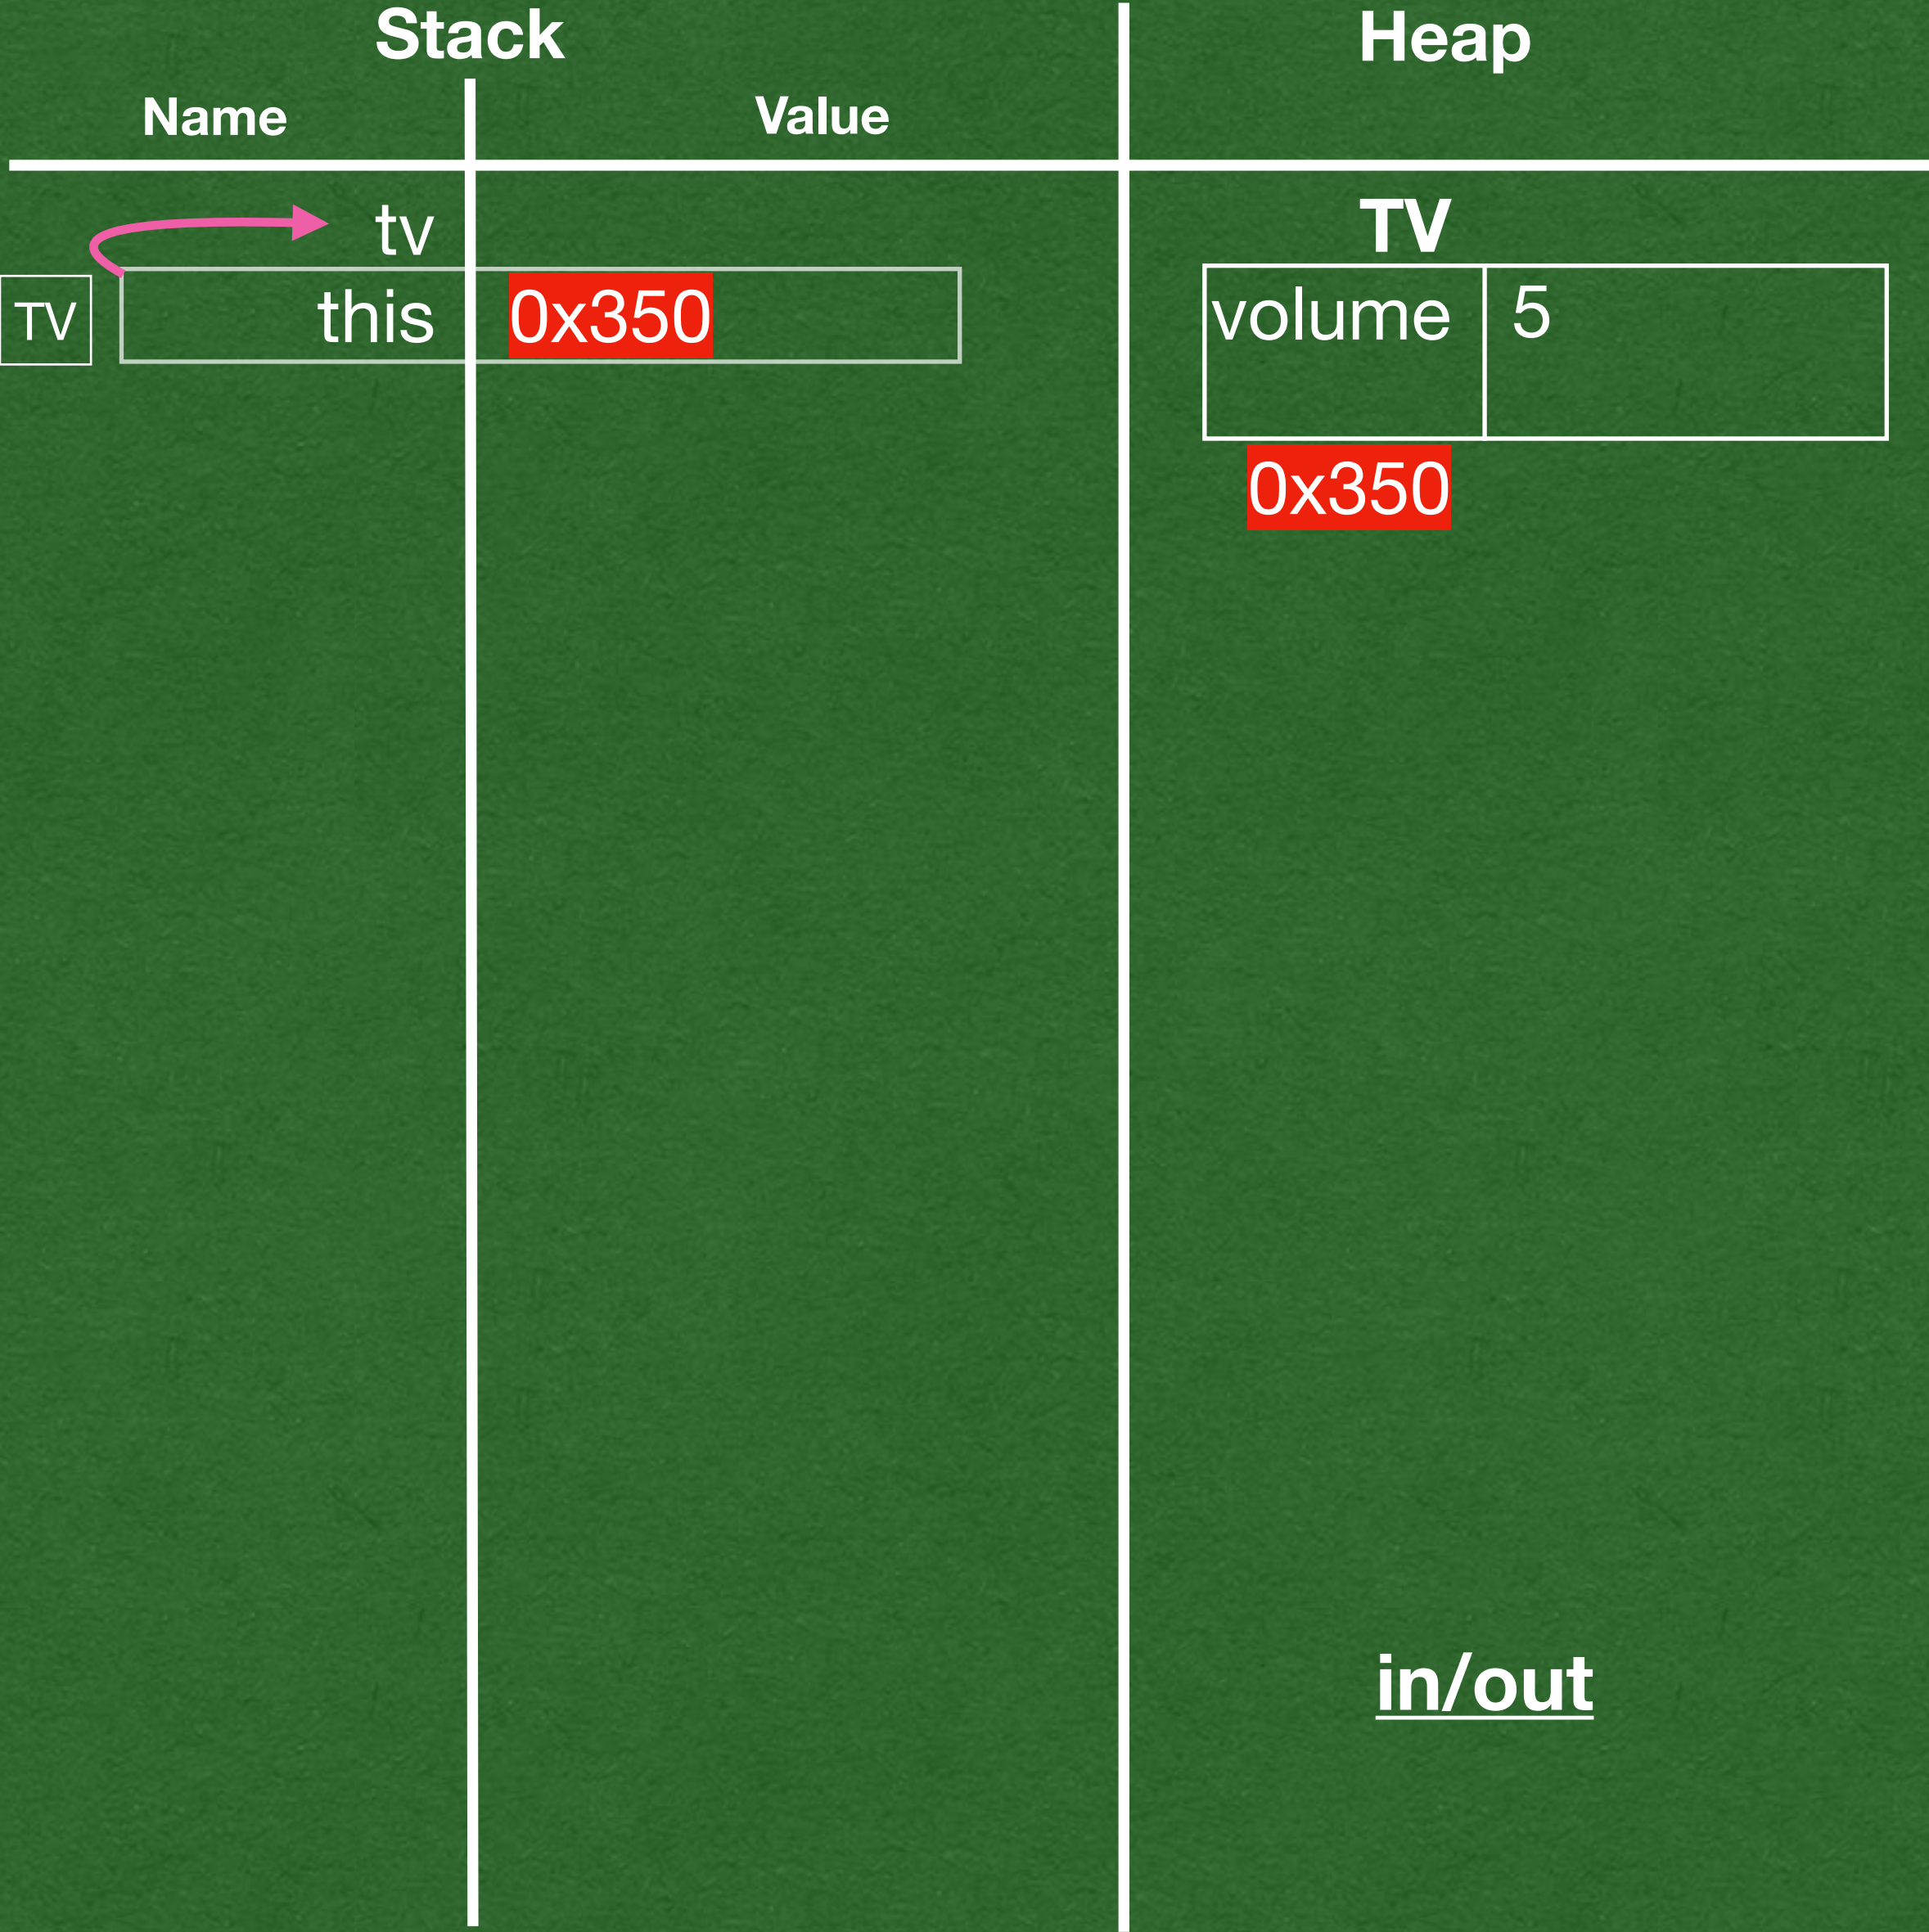 Stack
Heap
Name
Value
tv
TV
TV
this
0x350
volume
5
0x350
in/out